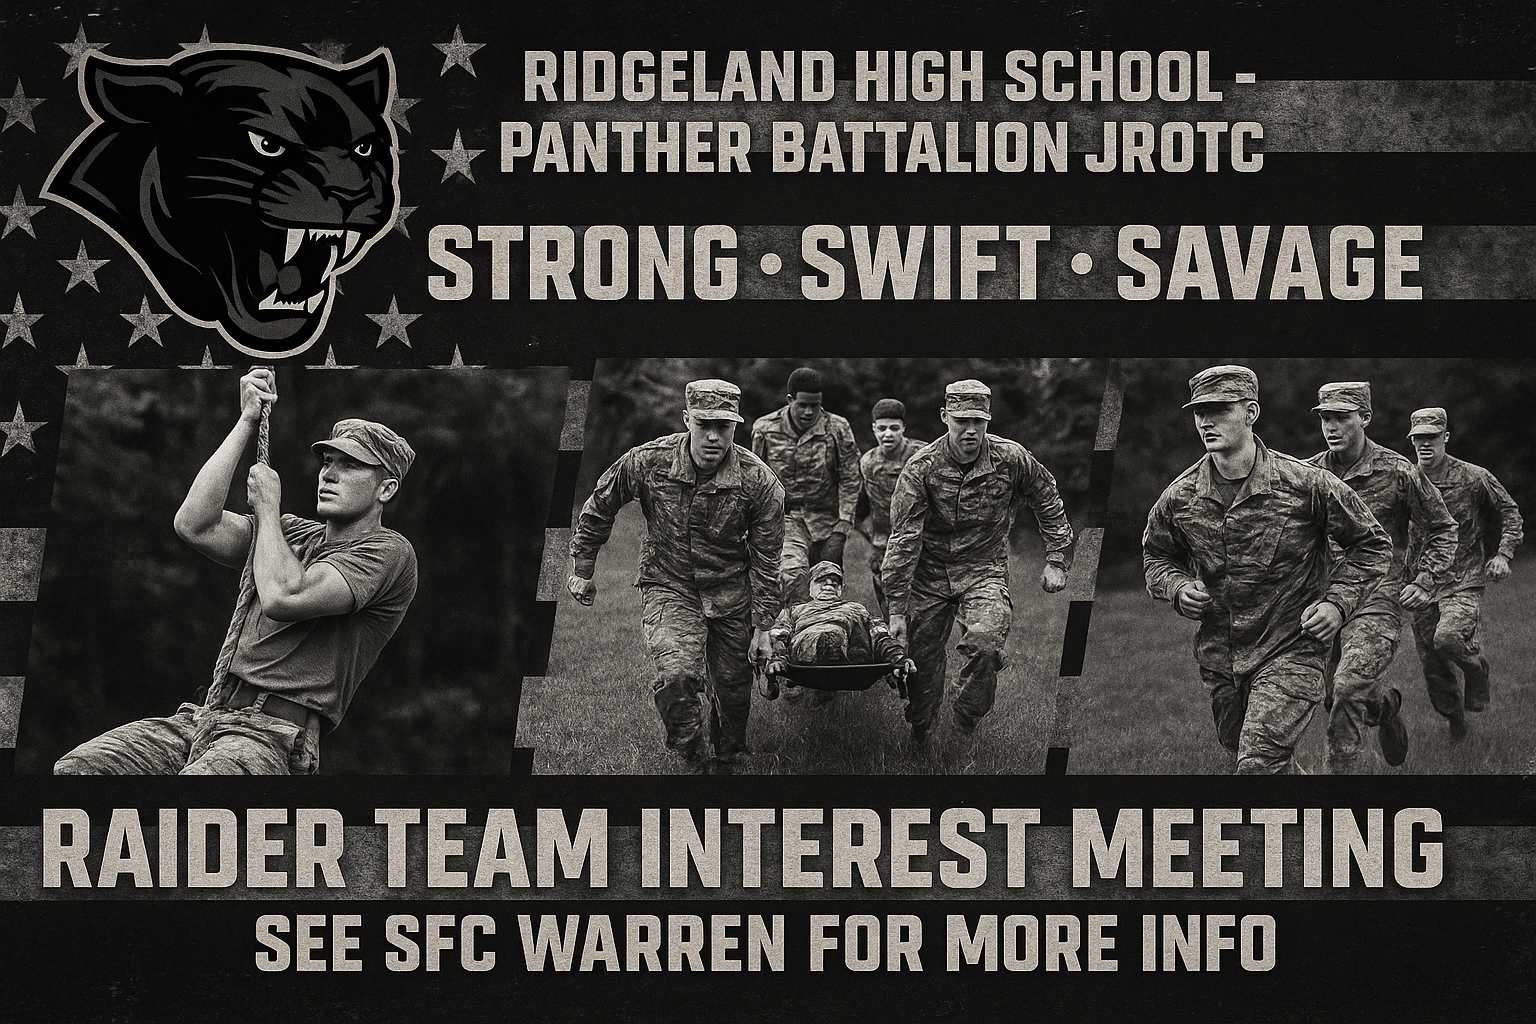 RIDGELAND HIGH SCHOOL -
PANTHER BATTALION JROTC
STRONG • SWIFT • SAVAGE
RAIDER TEAM INTEREST MEETING
SEE SFC WARREN FOR MORE INFO